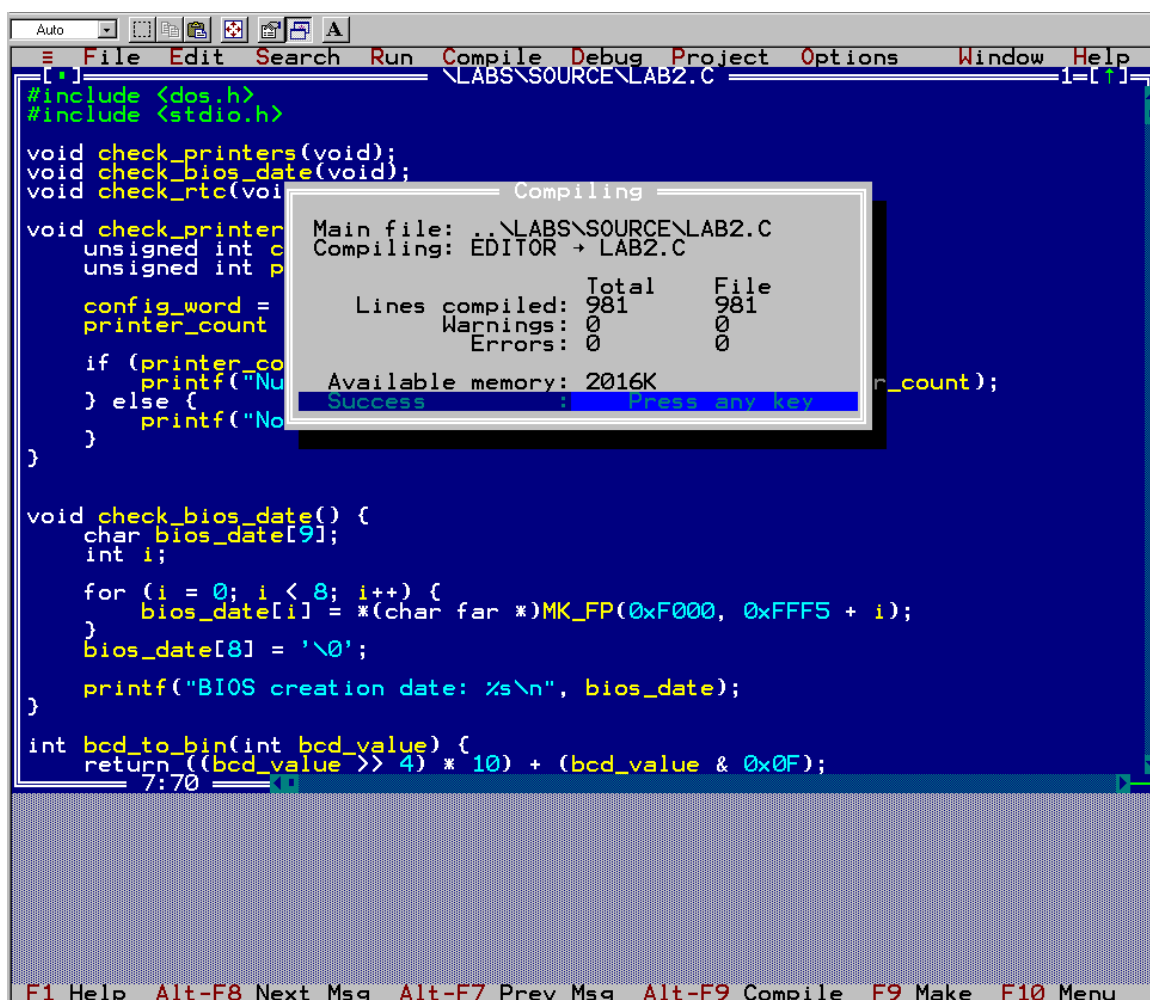 Auto
A
≡ File Edit Search Run Compile Debug Project Options Window Help
\LABS\SOURCE\LAB2.C 1=[↑]
#include <dos.h>
#include <stdio.h>
void check_printers(void);
void check_bios_date(void);
void check_rtc(voi
Compiling
void check_printer
Main file: ..\LABS\SOURCE\LAB2.C
unsigned int c
Compiling: EDITOR → LAB2.C
unsigned int p
Total File
config_word =
Lines compiled: 981 981
printer_count
Warnings: 0 0
Errors: 0 0
if (printer_co
printf("Nu
Available memory: 2016K
r_count);
} else {
Success : Press any key
printf("No
}
}
void check_bios_date() {
char bios_date[9];
int i;
for (i = 0; i < 8; i++) {
bios_date[i] = *(char far *)MK_FP(0xF000, 0xFFF5 + i);
}
bios_date[8] = '\0';
printf("BIOS creation date: %s\n", bios_date);
}
int bcd_to_bin(int bcd_value) {
return ((bcd_value >> 4) * 10) + (bcd_value & 0x0F);
7:70
F1 Help Alt-F8 Next Msg Alt-F7 Prev Msg Alt-F9 Compile F9 Make F10 Menu